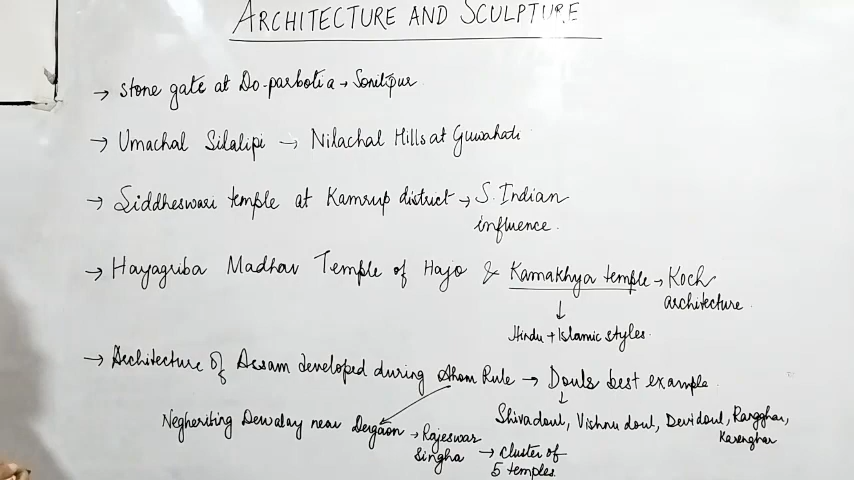 ARCHITECTURE AND SCULPTURE
→ Stone gate at Do-parbotia → Sonitpur
→ Umachal Silalipi → Nilachal Hills at Guwahati
→ Siddheswari temple at Kamrup district → S. Indian
influence.
→ Hayagriba Madhav Temple of Hajo & Kamakhya temple → Koch
architecture.
↓
Hindu + Islamic styles.
→ Architecture of Assam developed during Ahom Rule → Douls best example.
↓
Shivadoul, Vishnu doul, Devidoul, Rangghar,
Karenghar
Negheriting Dewalay near Dergaon → Rajeswar
Singha → cluster of
5 temples.